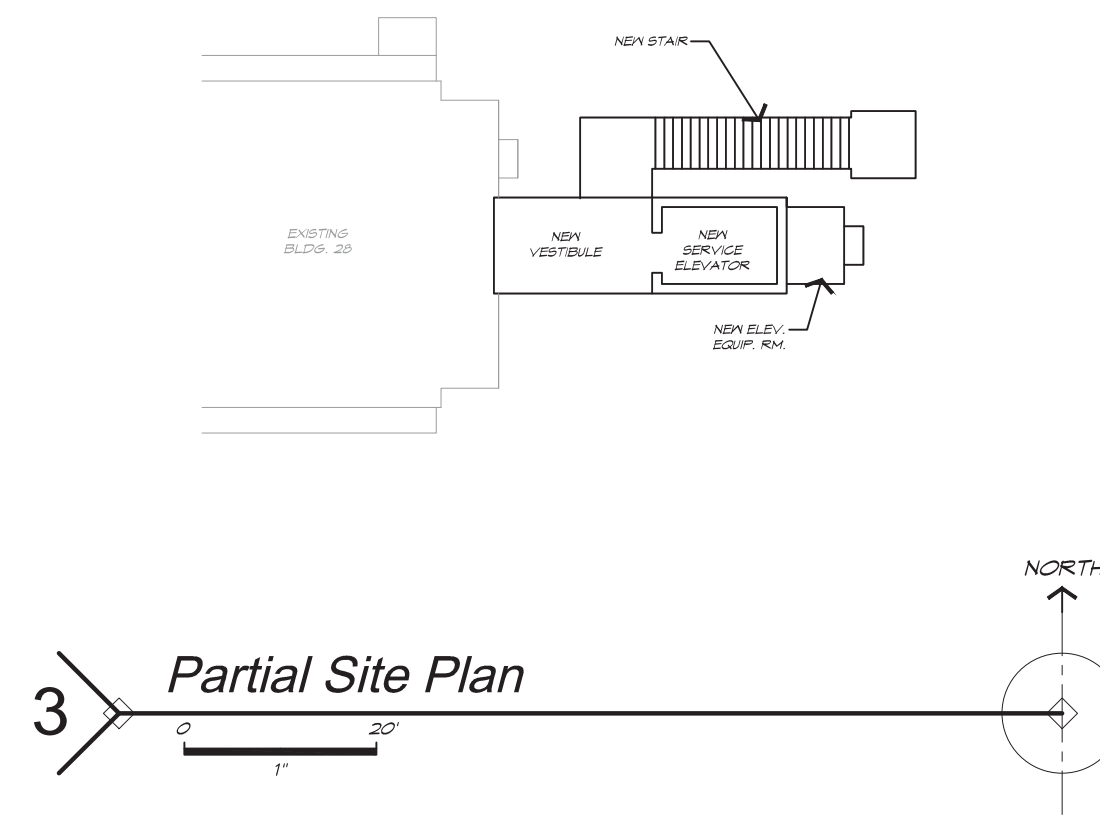 NEW STAIR
EXISTING
BLDG. 28
NEW
VESTIBULE
NEW
SERVICE
ELEVATOR
NEW ELEV.
EQUIP. RM.
NORTH
3
Partial Site Plan
0 20'
1"